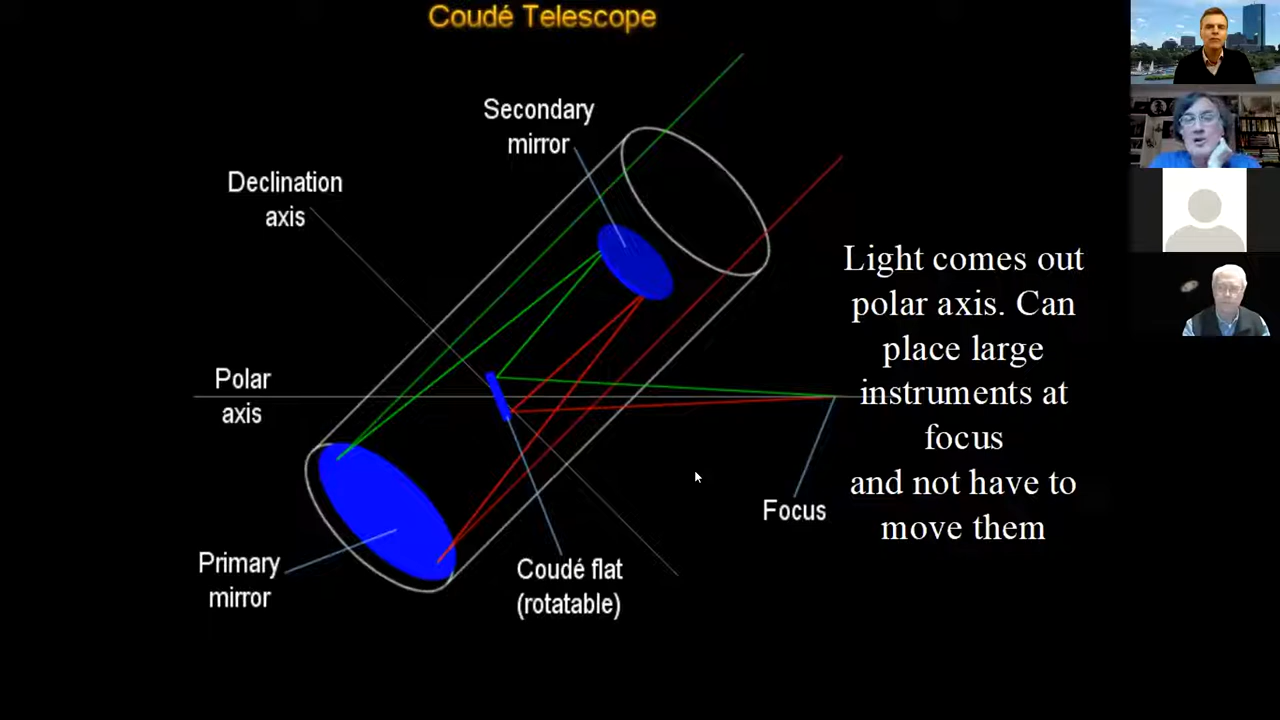 Coudé Telescope
Secondary
mirror
Declination
axis
Light comes out
polar axis. Can
place large
instruments at
focus
and not have to
move them
Polar
axis
Focus
Primary
mirror
Coudé flat
(rotatable)